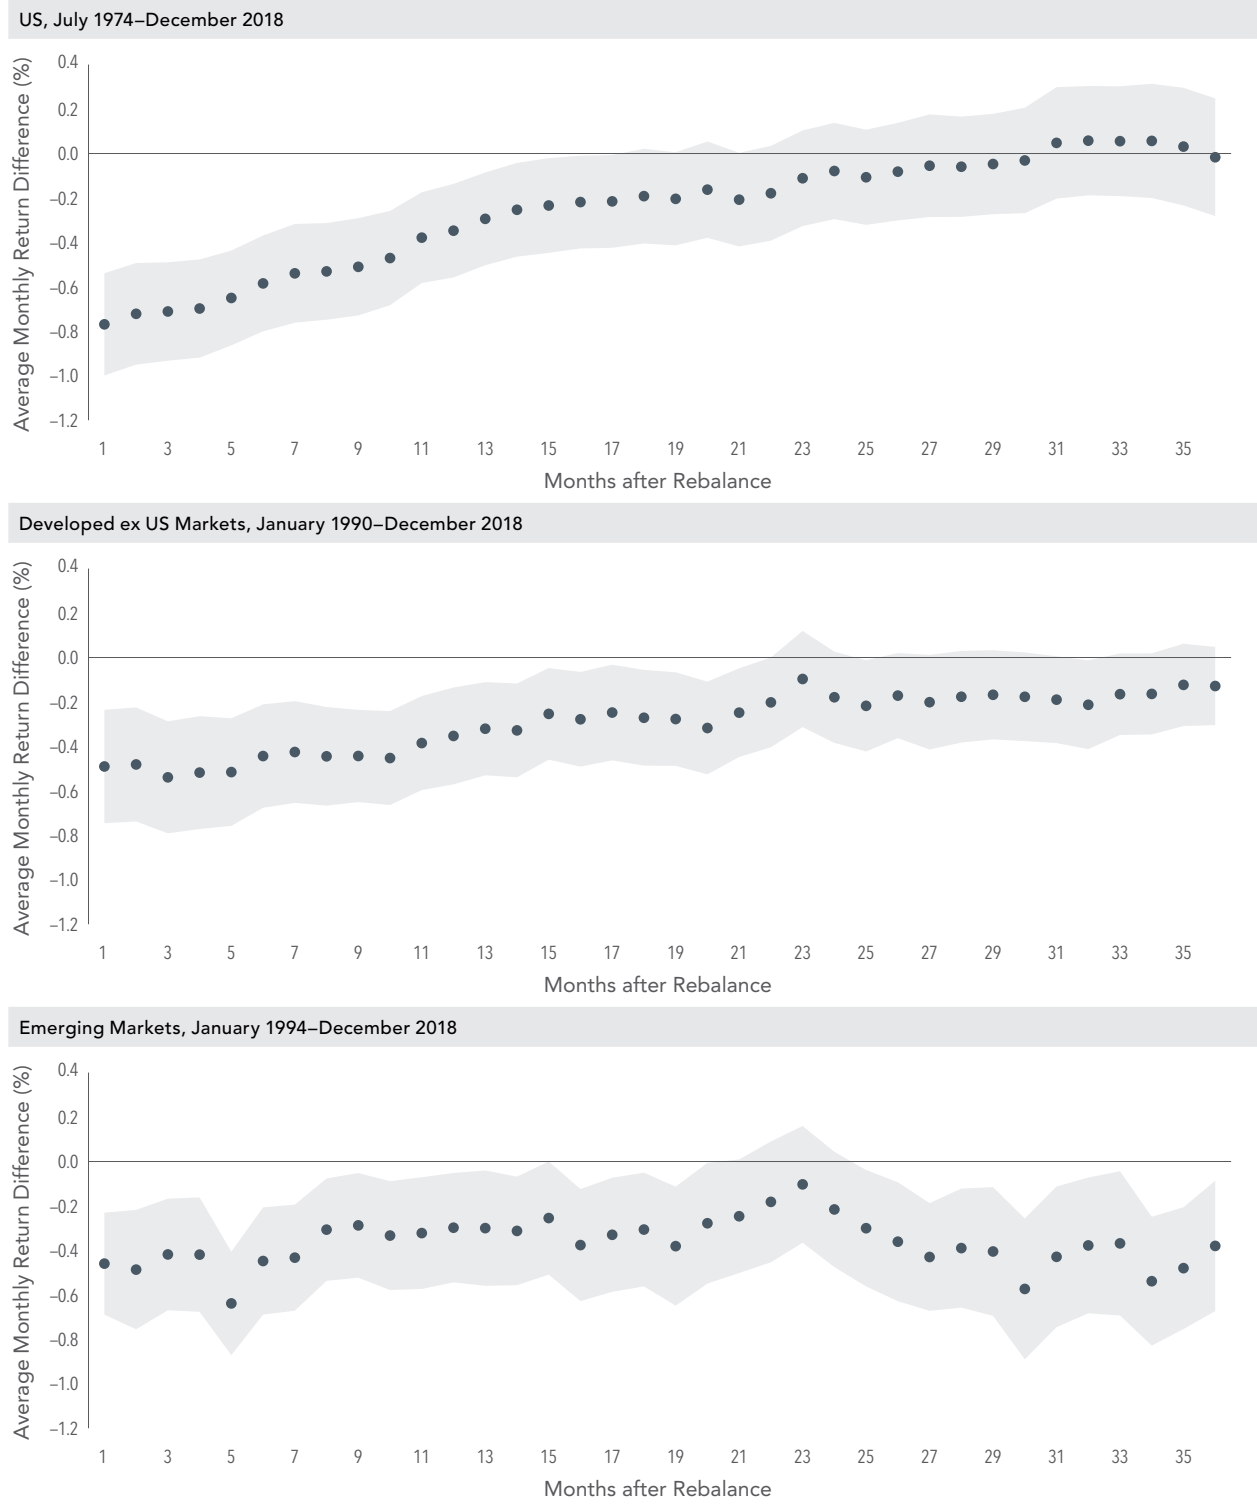 US, July 1974–December 2018
Average Monthly Return Difference (%)
0.4
0.2
0.0
–0.2
–0.4
–0.6
–0.8
–1.0
–1.2
1 3 5 7 9 11 13 15 17 19 21 23 25 27 29 31 33 35
Months after Rebalance
Developed ex US Markets, January 1990–December 2018
Average Monthly Return Difference (%)
0.4
0.2
0.0
–0.2
–0.4
–0.6
–0.8
–1.0
–1.2
1 3 5 7 9 11 13 15 17 19 21 23 25 27 29 31 33 35
Months after Rebalance
Emerging Markets, January 1994–December 2018
Average Monthly Return Difference (%)
0.4
0.2
0.0
–0.2
–0.4
–0.6
–0.8
–1.0
–1.2
1 3 5 7 9 11 13 15 17 19 21 23 25 27 29 31 33 35
Months after Rebalance